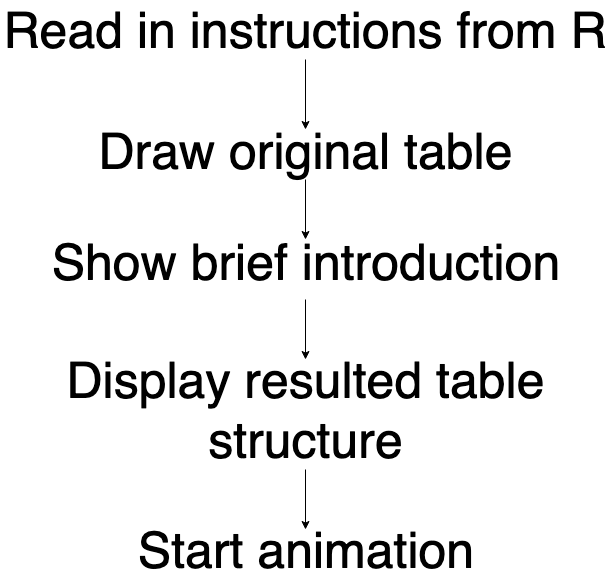 Read in instructions from R
Draw original table
Show brief introduction
Display resulted table
structure
Start animation